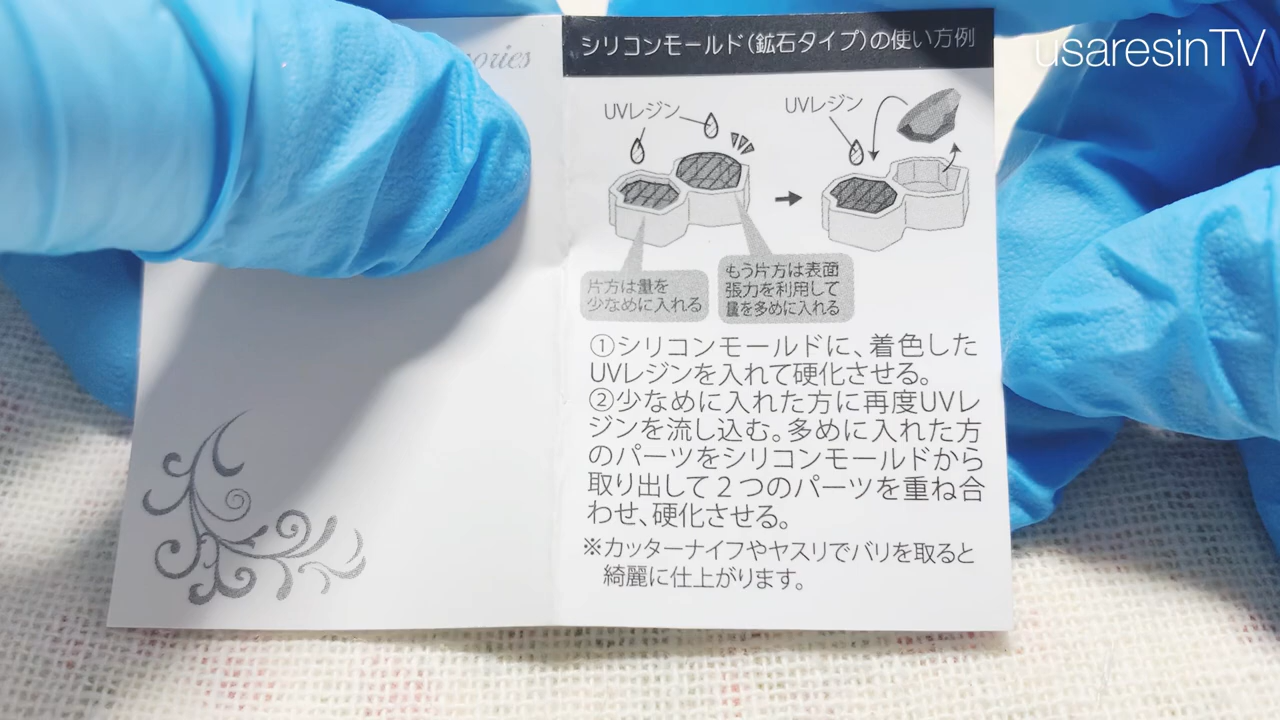 シリコンモールド(鉱石タイプ)の使い方例
usaresinTV
UVレジン
UVレジン
片方は量を
少なめに入れる
もう片方は表面
張力を利用して
量を多めに入れる
①シリコンモールドに、着色した
UVレジンを入れて硬化させる。
②少なめに入れた方に再度UVレ
ジンを流し込む。多めに入れた方
のパーツをシリコンモールドから
取り出して2つのパーツを重ね合
わせ、硬化させる。
※カッターナイフやヤスリでバリを取ると
綺麗に仕上がります。